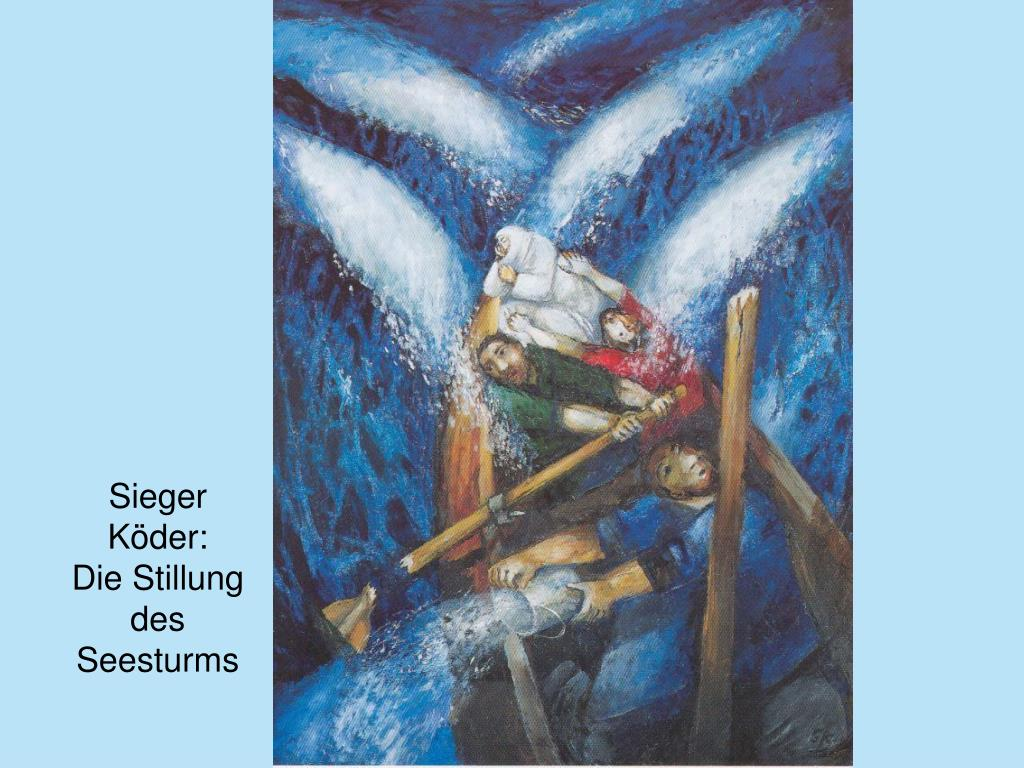 Sieger
Köder:
Die Stillung
des
Seesturms